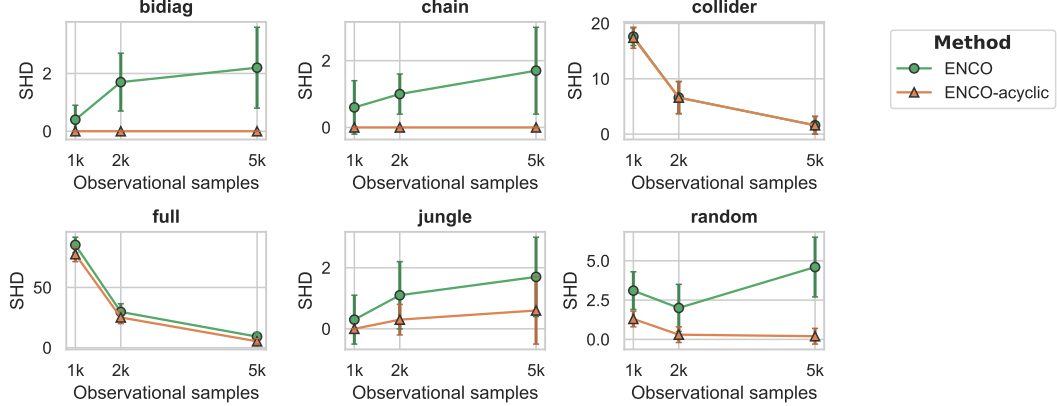 bidiag
SHD
2
0
1k 2k 5k
Observational samples
chain
SHD
2
0
1k 2k 5k
Observational samples
collider
SHD
20
10
0
1k 2k 5k
Observational samples
Method
ENCO
ENCO-acyclic
full
SHD
50
0
1k 2k 5k
Observational samples
jungle
SHD
2
0
1k 2k 5k
Observational samples
random
SHD
5.0
2.5
0.0
1k 2k 5k
Observational samples